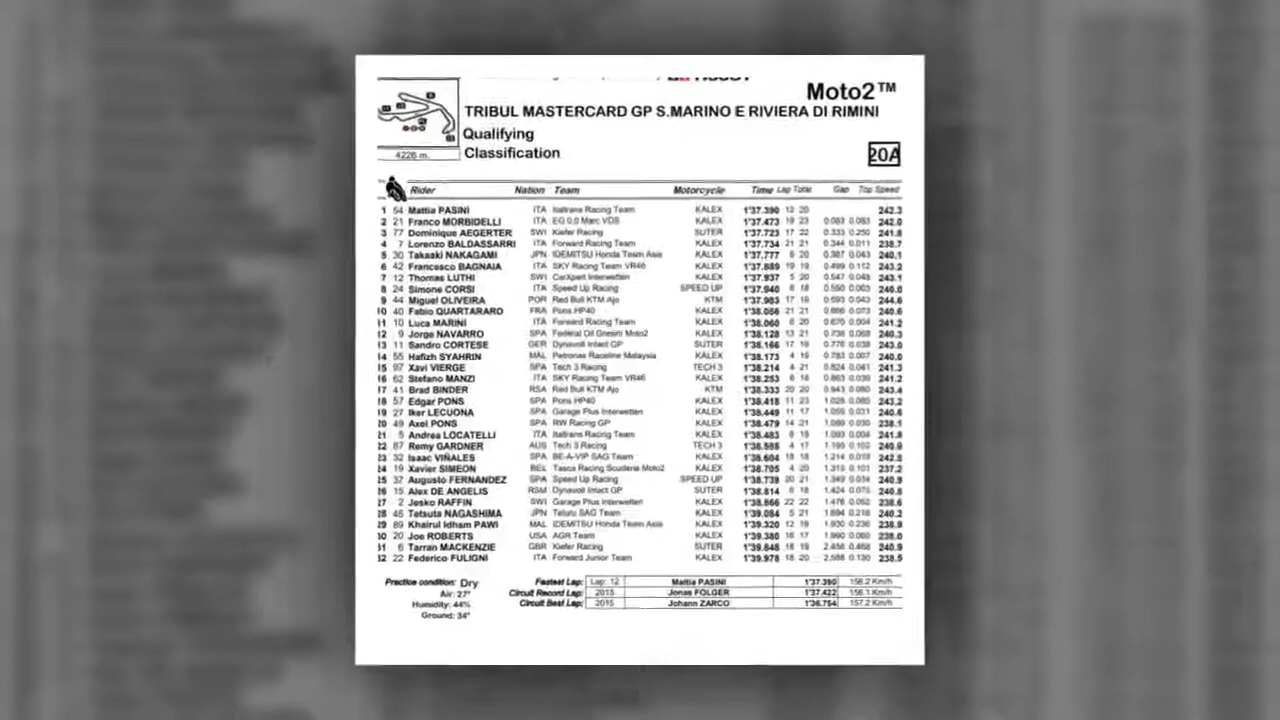 TISSOT
Moto2™
TRIBUL MASTERCARD GP S.MARINO E RIVIERA DI RIMINI
Qualifying
4226 m. Classification 20A
Rider Nation Team Motorcycle Time Lap Total Gap Top Speed
1 54 Mattia PASINI ITA Italtrans Racing Team KALEX 1'37.390 12 20 242.3
2 21 Franco MORBIDELLI ITA EG 0,0 Marc VDS KALEX 1'37.473 19 23 0.083 0.083 242.0
3 77 Dominique AEGERTER SWI Kiefer Racing SUTER 1'37.723 17 22 0.333 0.250 241.8
4 7 Lorenzo BALDASSARRI ITA Forward Racing Team KALEX 1'37.734 21 21 0.344 0.011 238.7
5 30 Takaaki NAKAGAMI JPN IDEMITSU Honda Team Asia KALEX 1'37.777 20 0.387 0.043 240.1
6 42 Francesco BAGNAIA ITA SKY Racing Team VR46 KALEX 1'37.889 19 19 0.499 0.112 243.2
7 12 Thomas LUTHI SWI CarXpert Interwetten KALEX 1'37.937 5 20 0.547 0.048 243.1
8 24 Simone CORSI ITA Speed Up Racing SPEED UP 1'37.940 18 0.550 0.003 240.0
9 44 Miguel OLIVEIRA POR Red Bull KTM Ajo KTM 1'37.983 17 19 0.593 0.043 244.6
10 40 Fabio QUARTARARO FRA Pons HP40 KALEX 1'38.056 21 21 0.666 0.073 240.6
11 10 Luca MARINI ITA Forward Racing Team KALEX 1'38.060 20 0.670 0.004 241.2
12 9 Jorge NAVARRO SPA Federal Oil Gresini Moto2 KALEX 1'38.128 13 21 0.738 0.068 240.3
13 11 Sandro CORTESE GER Dynavolt Intact GP SUTER 1'38.166 17 19 0.776 0.038 243.0
14 55 Hafizh SYAHRIN MAL Petronas Raceline Malaysia KALEX 1'38.173 4 19 0.783 0.007 240.0
15 97 Xavi VIERGE SPA Tech 3 Racing TECH 3 1'38.214 4 21 0.824 0.041 241.3
16 62 Stefano MANZI ITA SKY Racing Team VR46 KALEX 1'38.253 18 0.863 0.039 241.2
17 41 Brad BINDER RSA Red Bull KTM Ajo KTM 1'38.333 20 20 0.943 0.080 243.4
18 57 Edgar PONS SPA Pons HP40 KALEX 1'38.418 11 23 1.028 0.085 243.2
19 27 Iker LECUONA SPA Garage Plus Interwetten KALEX 1'38.449 11 17 1.059 0.031 240.6
20 49 Axel PONS SPA RW Racing GP KALEX 1'38.479 14 21 1.089 0.030 238.1
21 5 Andrea LOCATELLI ITA Italtrans Racing Team KALEX 1'38.483 19 1.093 0.004 241.8
22 87 Remy GARDNER AUS Tech 3 Racing TECH 3 1'38.585 4 17 1.195 0.102 240.9
23 32 Isaac VIÑALES SPA BE-A-VIP SAG Team KALEX 1'38.604 18 18 1.214 0.019
24 19 Xavier SIMEON BEL Tasca Racing Scuderia Moto2 KALEX 1'38.705 4 20 1.315 0.101 237.2
25 37 Augusto FERNANDEZ SPA Speed Up Racing SPEED UP 1'38.739 20 21 1.349 0.034 240.9
26 15 Alex DE ANGELIS RSM Dynavolt Intact GP SUTER 1'38.814 18 1.424 0.075 240.8
27 2 Jesko RAFFIN SWI Garage Plus Interwetten KALEX 1'38.866 22 22 1.476 0.052 238.6
28 45 Tetsuta NAGASHIMA JPN Teluru SAG Team KALEX 1'39.084 5 21 1.694 0.218 240.2
29 89 Khairul Idham PAWI MAL IDEMITSU Honda Team Asia KALEX 1'39.320 12 19 1.930 0.236 238.9
30 20 Joe ROBERTS USA AGR Team KALEX 1'39.380 16 17 1.990 0.060 238.0
31 6 Tarran MACKENZIE GBR Kiefer Racing SUTER 1'39.848 18 19 2.458 0.468 240.9
32 22 Federico FULIGNI ITA Forward Junior Team KALEX 1'39.978 18 20 2.588 0.130 238.5
Practice condition: Dry Fastest Lap: Lap: 12 Mattia PASINI 1'37.390 156.2 Km/h
Air: 27° Circuit Record Lap: 2015 Jonas FOLGER 1'37.422 156.1 Km/h
Humidity: 44% Circuit Best Lap: 2015 Johann ZARCO 1'36.754 157.2 Km/h
Ground: 34°